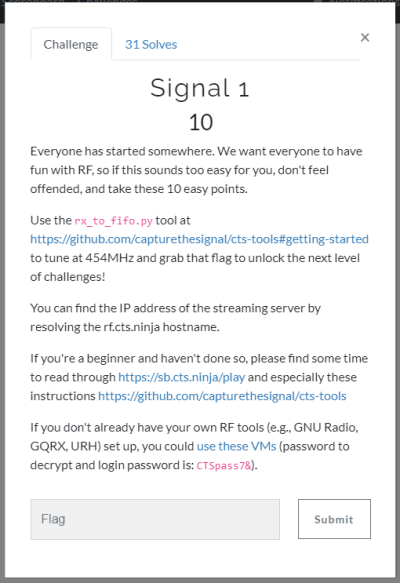 Challenge
31 Solves
×
Signal 1
10
Everyone has started somewhere. We want everyone to have
fun with RF, so if this sounds too easy for you, don't feel
offended, and take these 10 easy points.
Use the rx_to_fifo.py tool at
https://github.com/capturethesignal/cts-tools#getting-started
to tune at 454MHz and grab that flag to unlock the next level
of challenges!
You can find the IP address of the streaming server by
resolving the rf.cts.ninja hostname.
If you're a beginner and haven't done so, please find some time
to read through https://sb.cts.ninja/play and especially these
instructions https://github.com/capturethesignal/cts-tools
If you don't already have your own RF tools (e.g., GNU Radio,
GQRX, URH) set up, you could use these VMs (password to
decrypt and login password is: CTSpass7&).
Flag
Submit